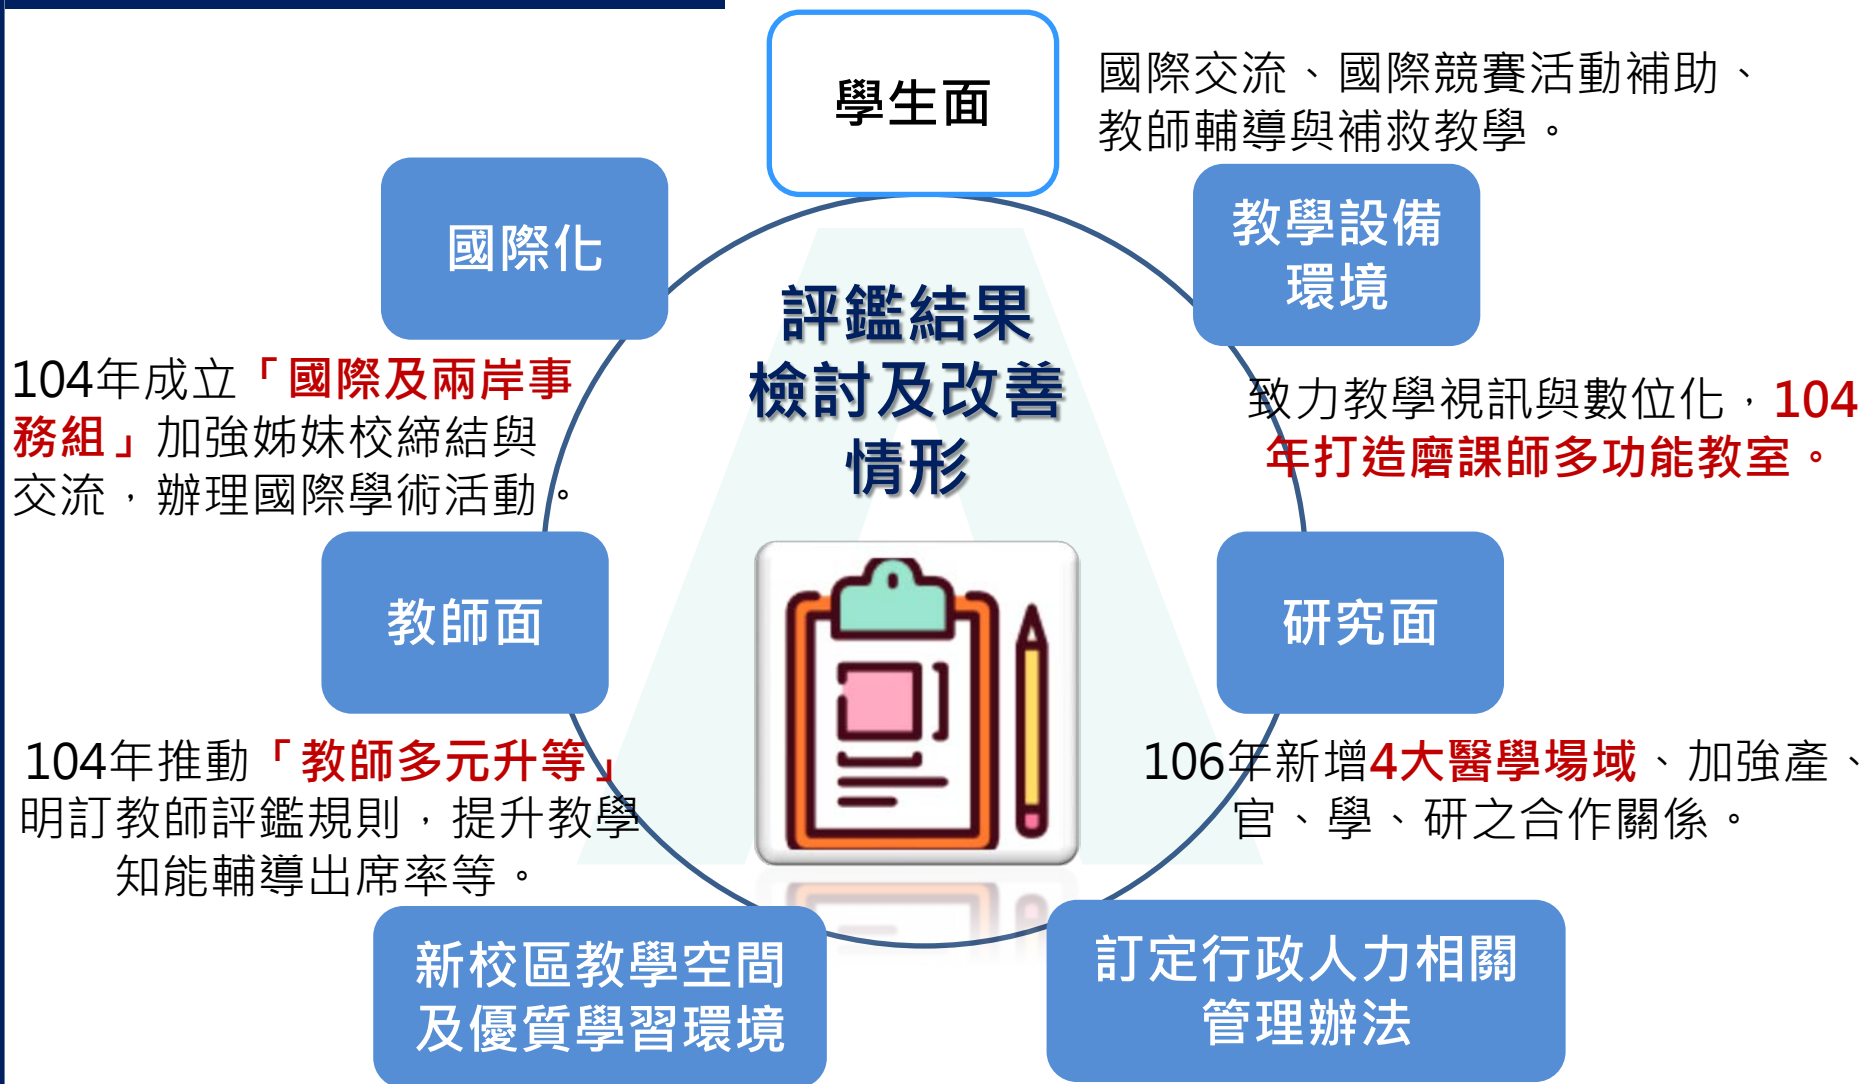 學生面
國際交流、國際競賽活動補助、
教師輔導與補救教學。
國際化
教學設備
環境
評鑑結果
檢討及改善
情形
104年成立「國際及兩岸事
務組」加強姊妹校締結與
交流，辦理國際學術活動。
致力教學視訊與數位化，104
年打造磨課師多功能教室。
教師面
研究面
104年推動「教師多元升等」
明訂教師評鑑規則，提升教學
知能輔導出席率等。
106年新增4大醫學場域、加強產、
官、學、研之合作關係。
新校區教學空間
及優質學習環境
訂定行政人力相關
管理辦法